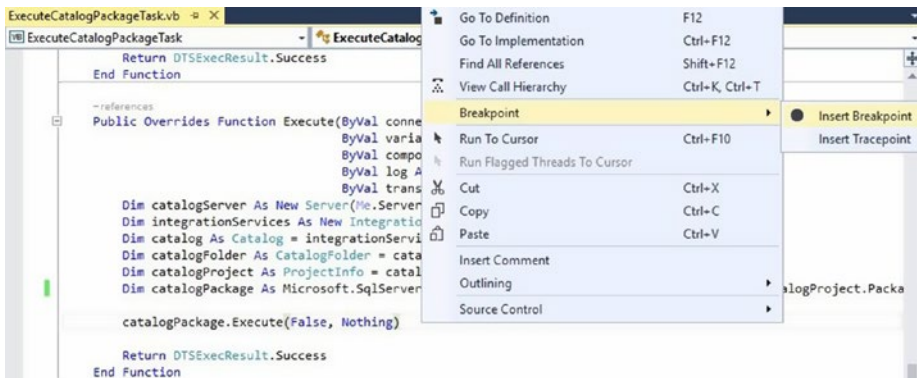 ExecuteCatalogPackageTask.vb
ExecuteCatalogPackageTask
ExecuteCatalog
Return DTSExecResult.Success
End Function
-references
Public Overrides Function Execute(ByVal conne
ByVal varia
ByVal compo
ByVal log A
ByVal trans
Dim catalogServer As New Server(Me.Server
Dim integrationServices As New Integratio
Dim catalog As Catalog = integrationServi
Dim catalogFolder As CatalogFolder = cata
Dim catalogProject As ProjectInfo = catal
Dim catalogPackage As Microsoft.SqlServer
alogProject.Packa
catalogPackage.Execute(False, Nothing)
Return DTSExecResult.Success
End Function
Go To Definition F12
Go To Implementation Ctrl+F12
Find All References Shift+F12
View Call Hierarchy Ctrl+K, Ctrl+T
Breakpoint
Run To Cursor Ctrl+F10
Run Flagged Threads To Cursor
Cut Ctrl+X
Copy Ctrl+C
Paste Ctrl+V
Insert Comment
Outlining
Source Control
Insert Breakpoint
Insert Tracepoint